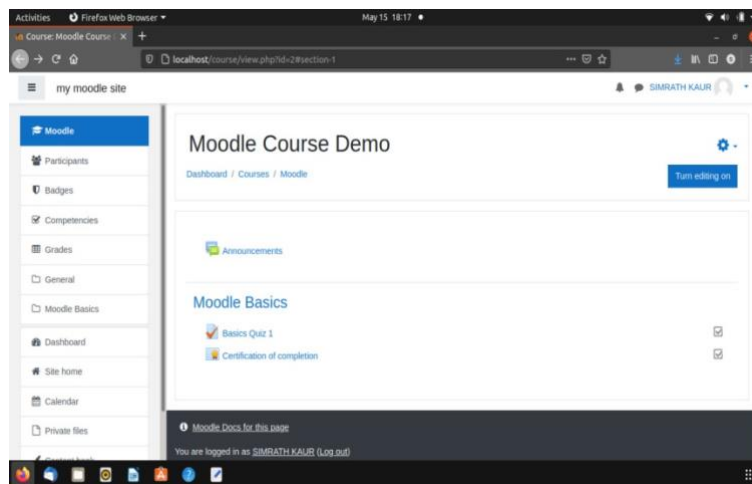 Activities Firefox Web Browser May 15 18:17
Course: Moodle Course
localhost/course/view.php?id=2#section-1
my moodle site SIMRATH KAUR
Moodle
Participants
Badges
Competencies
Grades
General
Moodle Basics
Dashboard
Site home
Calendar
Private files
Moodle Course Demo
Dashboard / Courses / Moodle
Turn editing on
Announcements
Moodle Basics
Basics Quiz 1
Certification of completion
Moodle Docs for this page
You are logged in as SIMRATH KAUR (Log out)